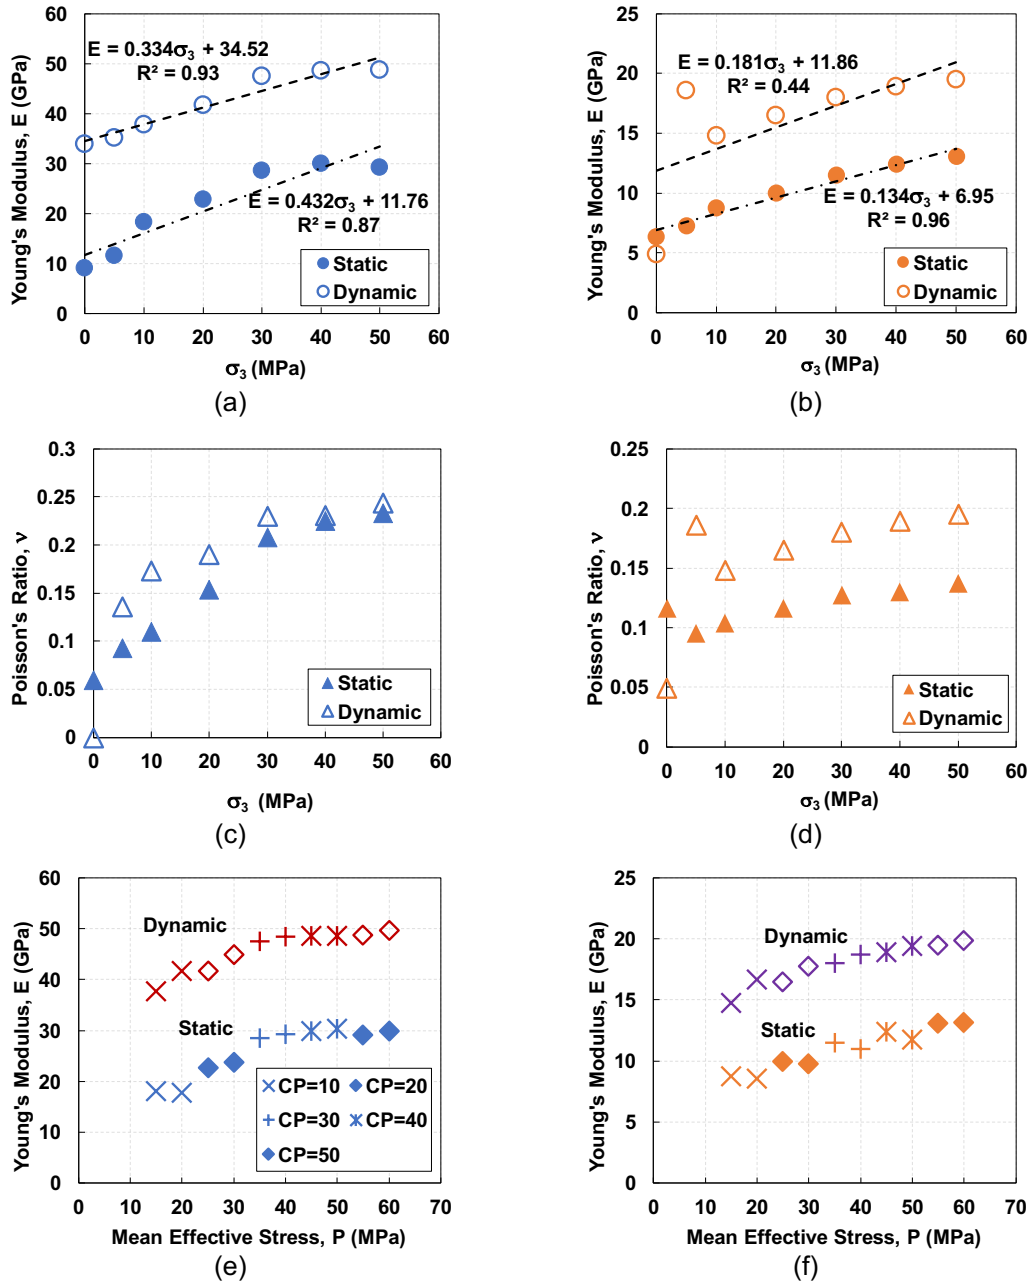 60
50
40
30
20
10
0
Young's Modulus, E (GPa)
E = 0.334σ₃ + 34.52
R² = 0.93
E = 0.432σ₃ + 11.76
R² = 0.87
Static
Dynamic
0 10 20 30 40 50 60
σ₃ (MPa)
(a)
25
20
15
10
5
0
Young's Modulus, E (GPa)
E = 0.181σ₃ + 11.86
R² = 0.44
E = 0.134σ₃ + 6.95
R² = 0.96
Static
Dynamic
0 10 20 30 40 50 60
σ₃ (MPa)
(b)
0.3
0.25
0.2
0.15
0.1
0.05
0
Poisson's Ratio, ν
Static
Dynamic
0 10 20 30 40 50 60
σ₃ (MPa)
(c)
0.25
0.2
0.15
0.1
0.05
0
Poisson's Ratio, ν
Static
Dynamic
0 10 20 30 40 50 60
σ₃ (MPa)
(d)
60
50
40
30
20
10
0
Young's Modulus, E (GPa)
Dynamic
Static
CP=10 CP=20
CP=30 CP=40
CP=50
0 10 20 30 40 50 60 70
Mean Effective Stress, P (MPa)
(e)
25
20
15
10
5
0
Young's Modulus, E (GPa)
Dynamic
Static
0 10 20 30 40 50 60 70
Mean Effective Stress, P (MPa)
(f)